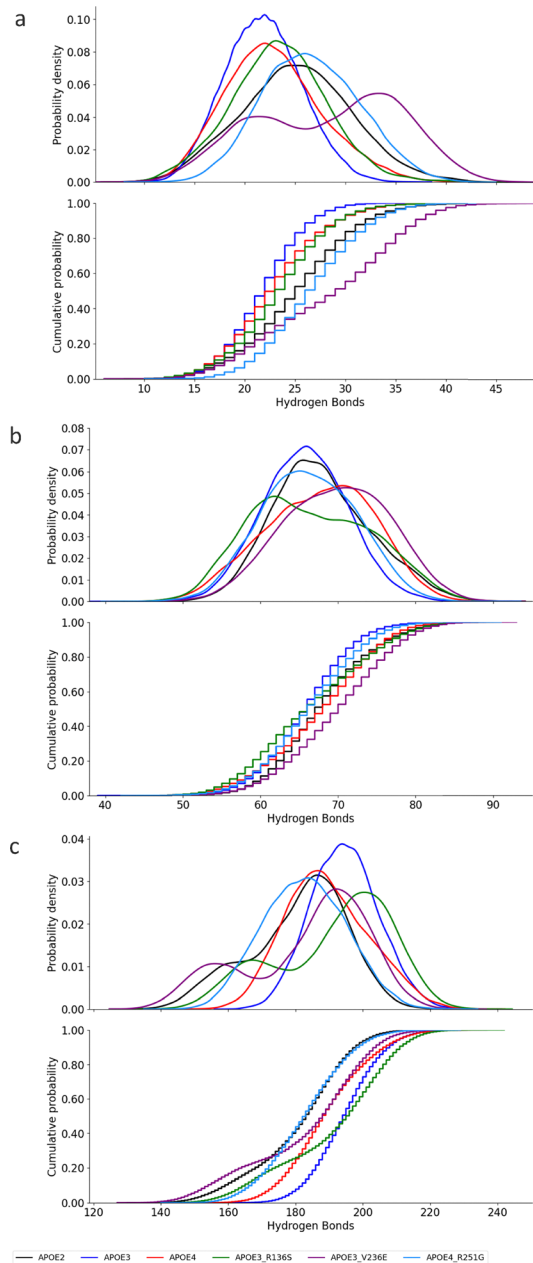 a
Probability density
0.10
0.08
0.06
0.04
0.02
0.00
Cumulative probability
1.00
0.80
0.60
0.40
0.20
0.00
10 15 20 25 30 35 40 45
Hydrogen Bonds
b
Probability density
0.08
0.07
0.06
0.05
0.04
0.03
0.02
0.01
0.00
Cumulative probability
1.00
0.80
0.60
0.40
0.20
0.00
40 50 60 70 80 90
Hydrogen Bonds
c
Probability density
0.04
0.03
0.02
0.01
0.00
Cumulative probability
1.00
0.80
0.60
0.40
0.20
0.00
120 140 160 180 200 220 240
Hydrogen Bonds
APOE2 APOE3 APOE4 APOE3_R136S APOE3_V236E APOE4_R251G